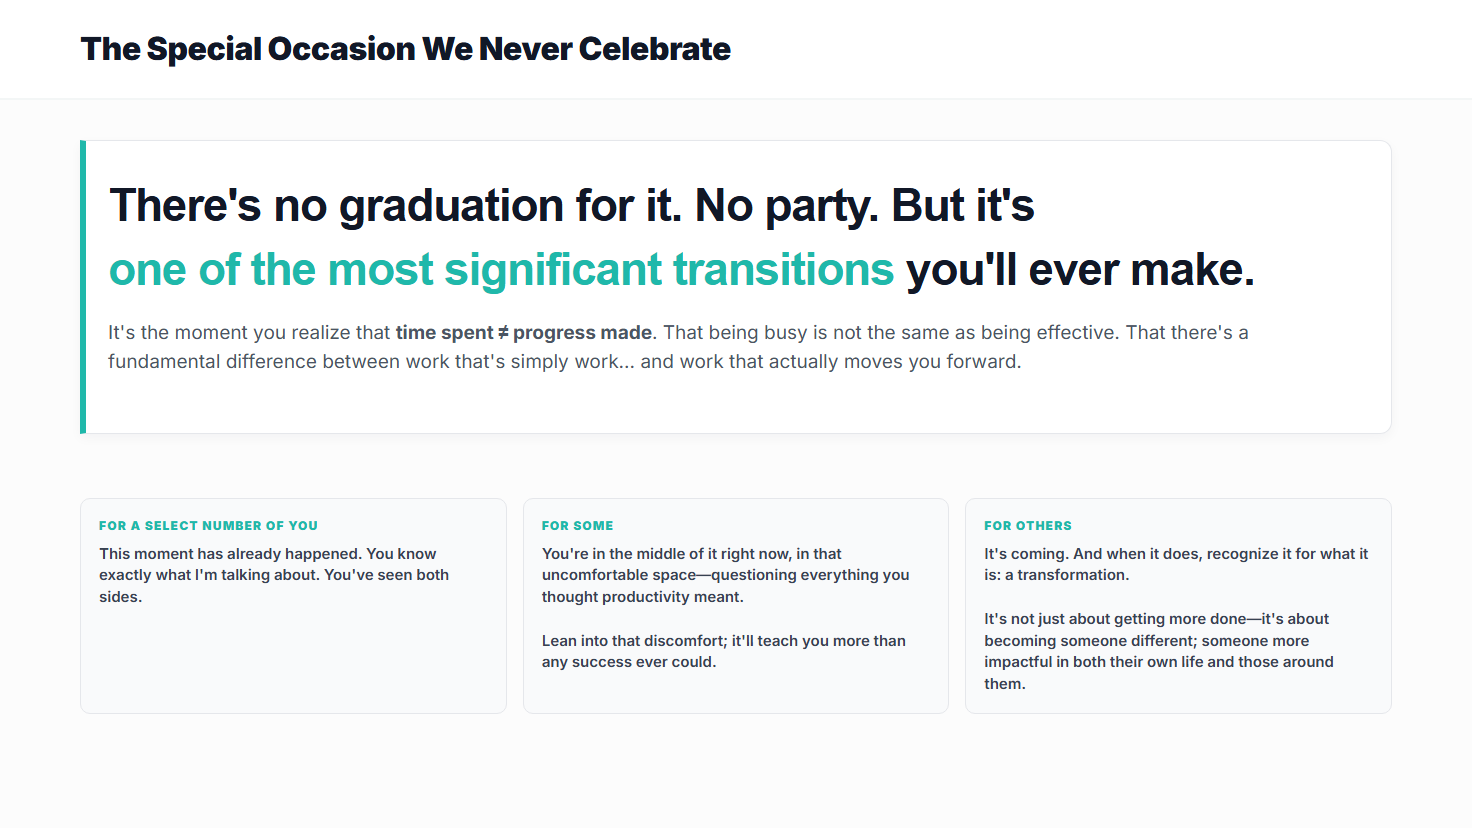 The Special Occasion We Never Celebrate
There's no graduation for it. No party. But it's
one of the most significant transitions you'll ever make.
It's the moment you realize that time spent ≠ progress made. That being busy is not the same as being effective. That there's a
fundamental difference between work that's simply work... and work that actually moves you forward.
FOR A SELECT NUMBER OF YOU
This moment has already happened. You know
exactly what I'm talking about. You've seen both
sides.
FOR SOME
You're in the middle of it right now, in that
uncomfortable space—questioning everything you
thought productivity meant.
Lean into that discomfort; it'll teach you more than
any success ever could.
FOR OTHERS
It's coming. And when it does, recognize it for what it
is: a transformation.
It's not just about getting more done—it's about
becoming someone different; someone more
impactful in both their own life and those around
them.